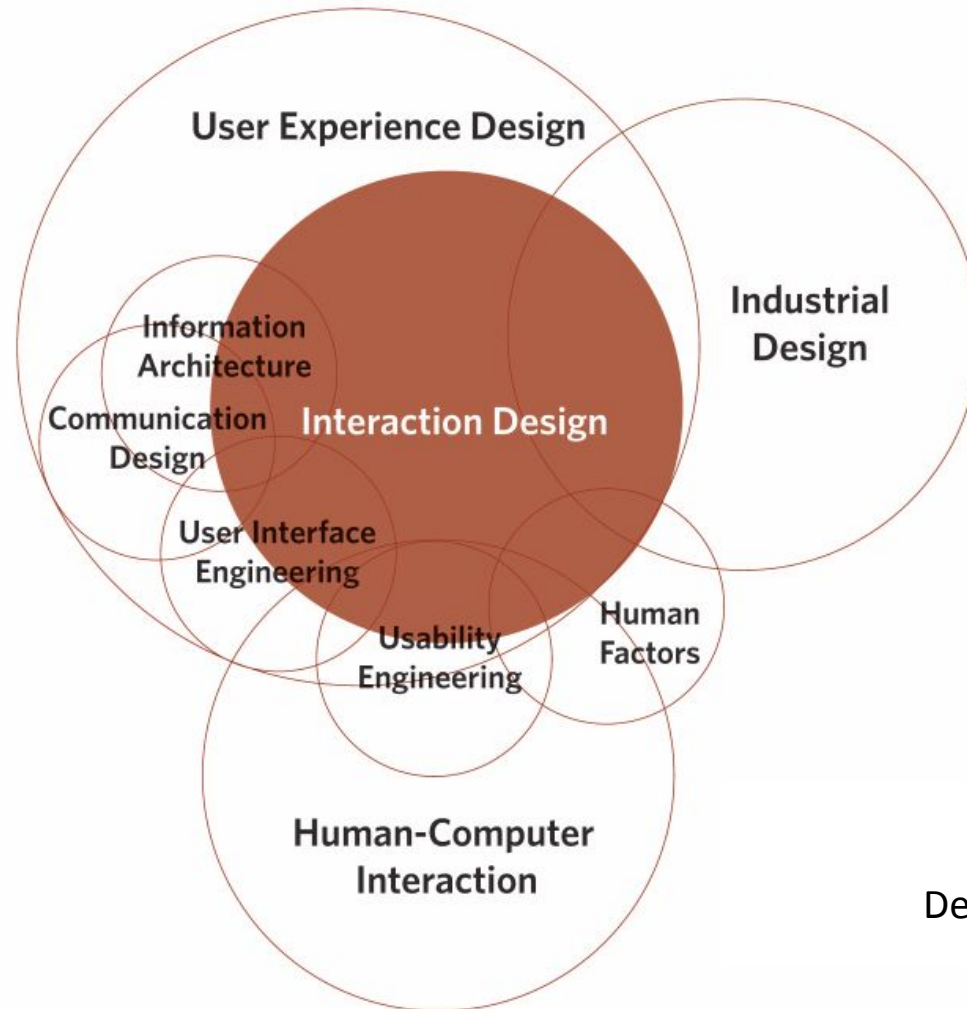 User Experience Design
Industrial
Design
Information
Architecture
Communication
Design
Interaction Design
User Interface
Engineering
Usability
Engineering
Human
Factors
Human-Computer
Interaction
De